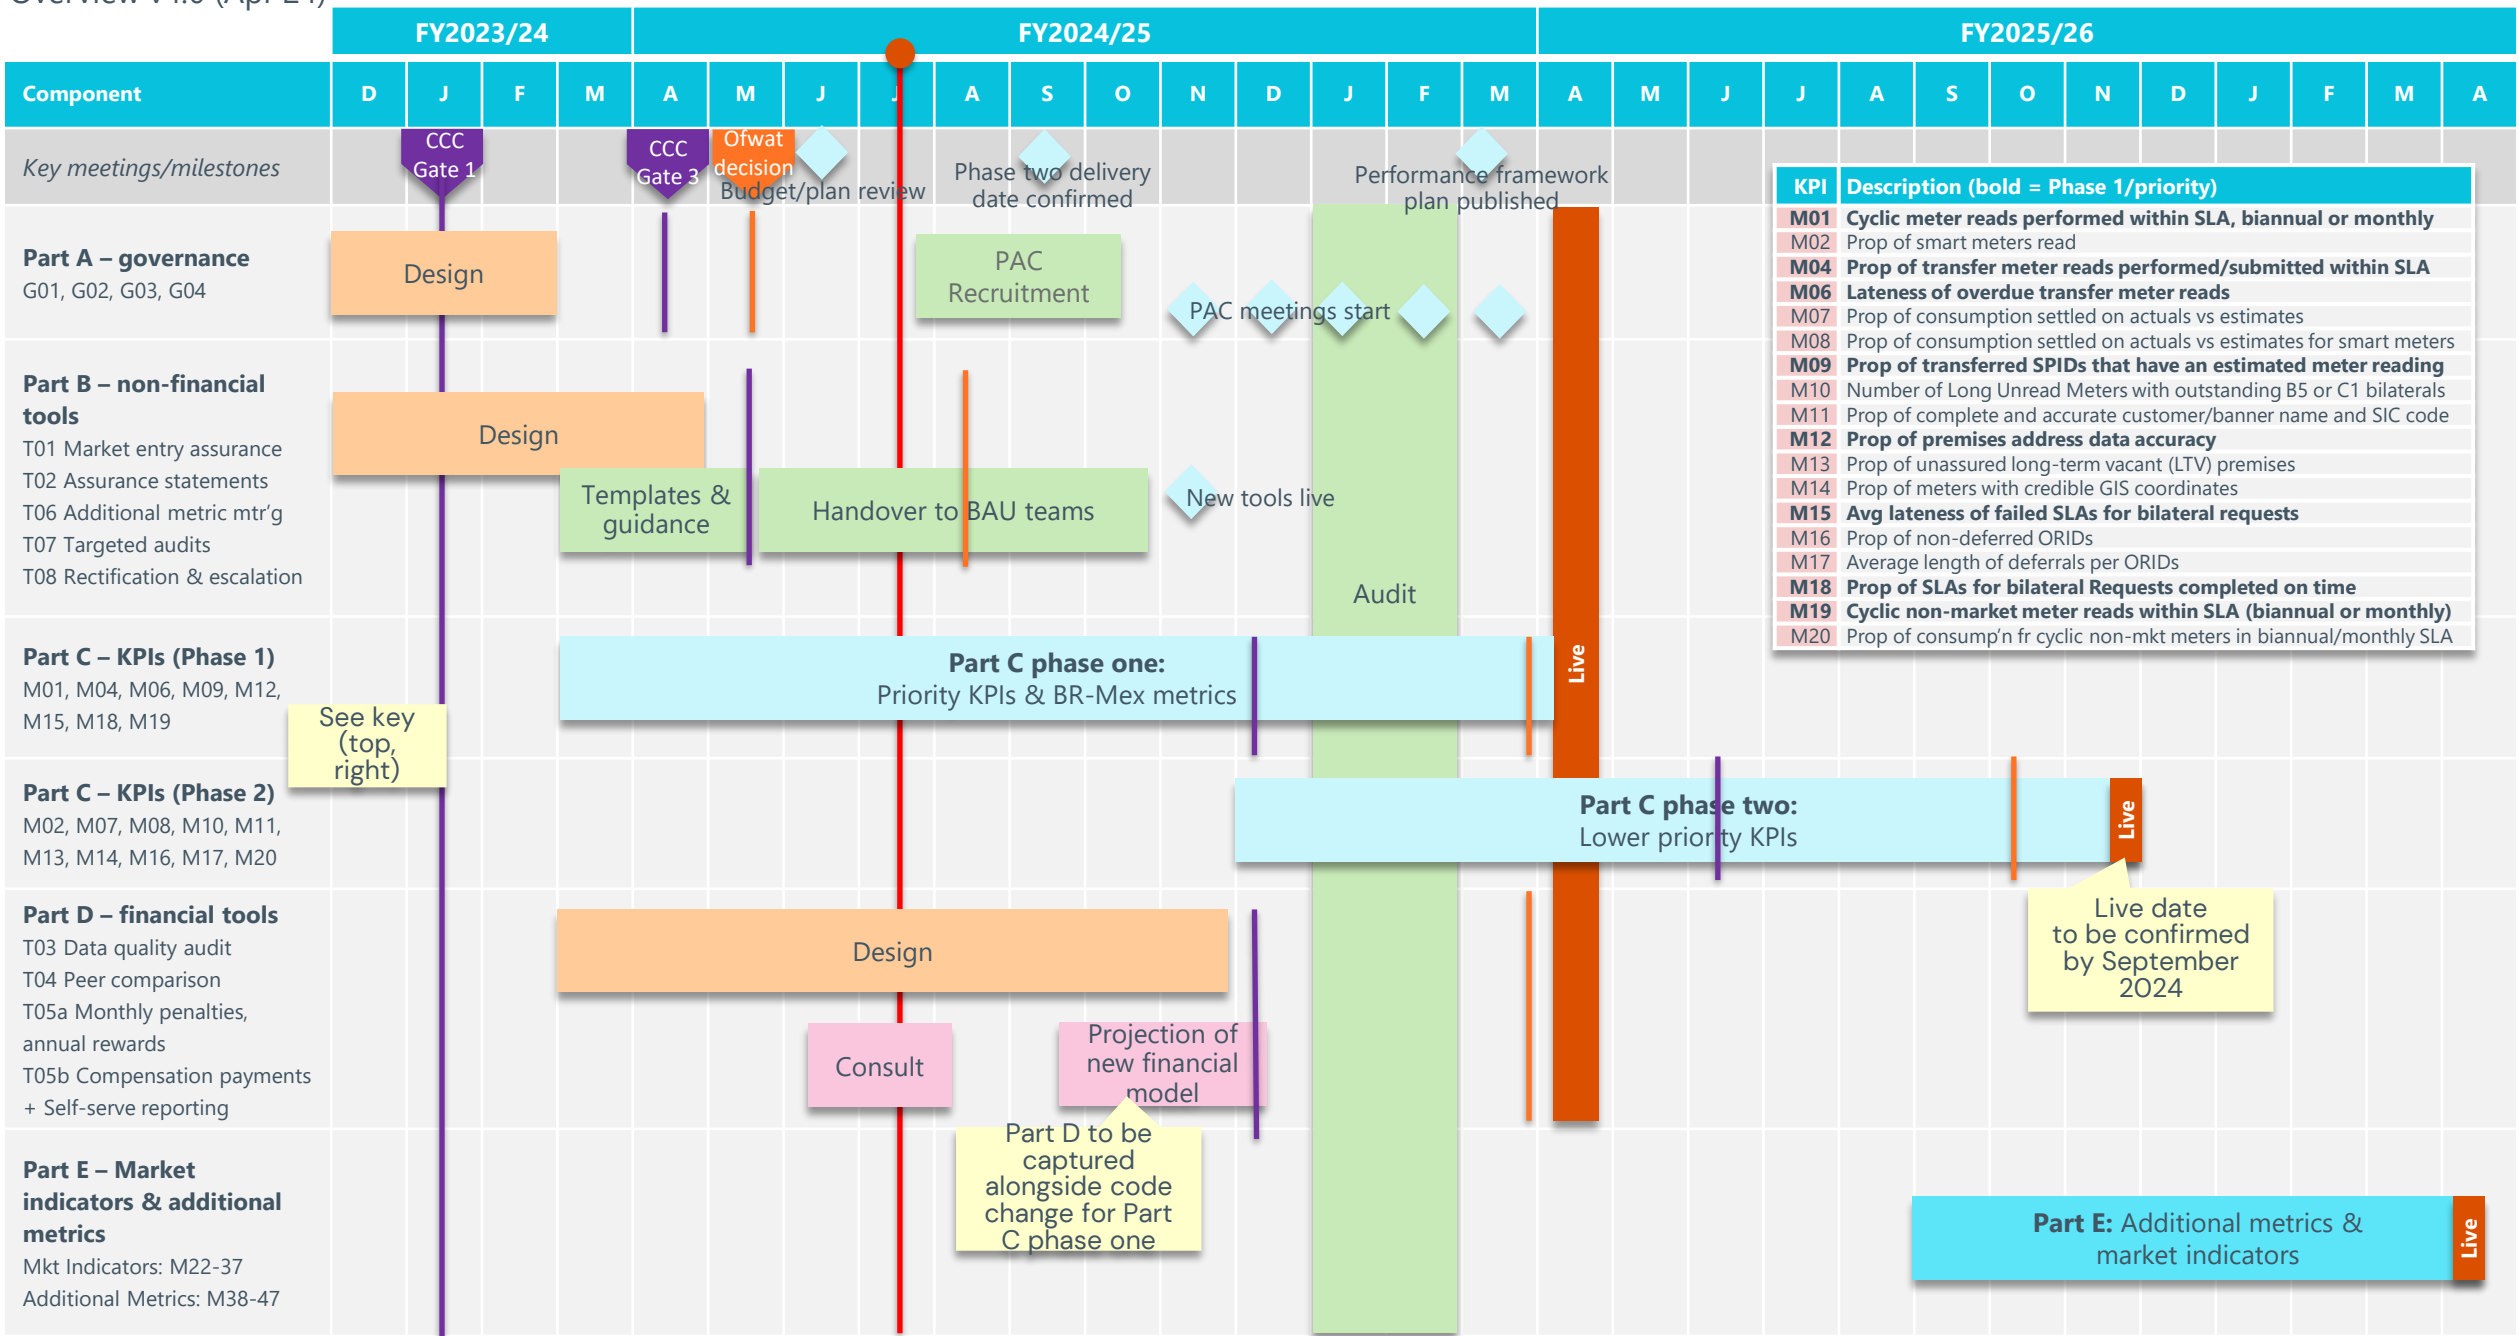 Overview v4.0 (Apr 24)
FY2023/24
FY2024/25
FY2025/26
Component
D J F M A M J J A S O N D J F M A M J J A S O N D J F M A
Key meetings/milestones
CCC
Gate 1
CCC
Gate 3
Ofwat
decision
Budget/plan review
Phase two delivery
date confirmed
Performance framework
plan published
KPI Description (bold = Phase 1/priority)
M01 Cyclic meter reads performed within SLA, biannual or monthly
M02 Prop of smart meters read
M04 Prop of transfer meter reads performed/submitted within SLA
M06 Lateness of overdue transfer meter reads
M07 Prop of consumption settled on actuals vs estimates
M08 Prop of consumption settled on actuals vs estimates for smart meters
M09 Prop of transferred SPIDs that have an estimated meter reading
M10 Number of Long Unread Meters with outstanding B5 or C1 bilaterals
M11 Prop of complete and accurate customer/banner name and SIC code
M12 Prop of premises address data accuracy
M13 Prop of unassured long-term vacant (LTV) premises
M14 Prop of meters with credible GIS coordinates
M15 Avg lateness of failed SLAs for bilateral requests
M16 Prop of non-deferred ORIDs
M17 Average length of deferrals per ORIDs
M18 Prop of SLAs for bilateral Requests completed on time
M19 Cyclic non-market meter reads within SLA (biannual or monthly)
M20 Prop of consump'n fr cyclic non-mkt meters in biannual/monthly SLA
Part A – governance
G01, G02, G03, G04
Design
PAC
Recruitment
PAC meetings start
Part B – non-financial
tools
T01 Market entry assurance
T02 Assurance statements
T06 Additional metric mtr'g
T07 Targeted audits
T08 Rectification & escalation
Design
Templates &
guidance
Handover to BAU teams
New tools live
Audit
Live
Part C – KPIs (Phase 1)
M01, M04, M06, M09, M12,
M15, M18, M19
Part C phase one:
Priority KPIs & BR-Mex metrics
See key
(top,
right)
Part C – KPIs (Phase 2)
M02, M07, M08, M10, M11,
M13, M14, M16, M17, M20
Part C phase two:
Lower priority KPIs
Live
Live date
to be confirmed
by September
2024
Part D – financial tools
T03 Data quality audit
T04 Peer comparison
T05a Monthly penalties,
annual rewards
T05b Compensation payments
+ Self-serve reporting
Design
Consult
Projection of
new financial
model
Part D to be
captured
alongside code
change for Part
C phase one
Part E – Market
indicators & additional
metrics
Mkt Indicators: M22-37
Additional Metrics: M38-47
Part E: Additional metrics &
market indicators
Live